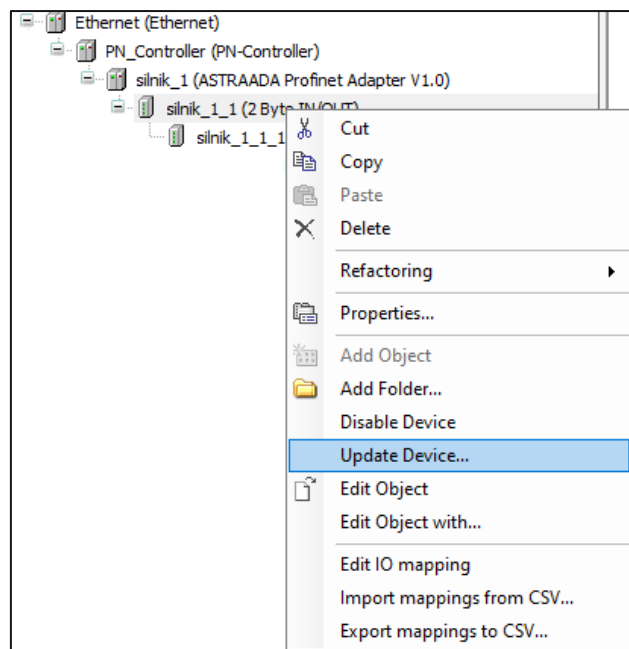 Ethernet (Ethernet)
PN_Controller (PN-Controller)
silnik_1 (ASTRAADA Profinet Adapter V1.0)
silnik_1_1 (2 Byte IN/OUT)
silnik_1_1_1
Cut
Copy
Paste
Delete
Refactoring
Properties...
Add Object
Add Folder...
Disable Device
Update Device...
Edit Object
Edit Object with...
Edit IO mapping
Import mappings from CSV...
Export mappings to CSV...